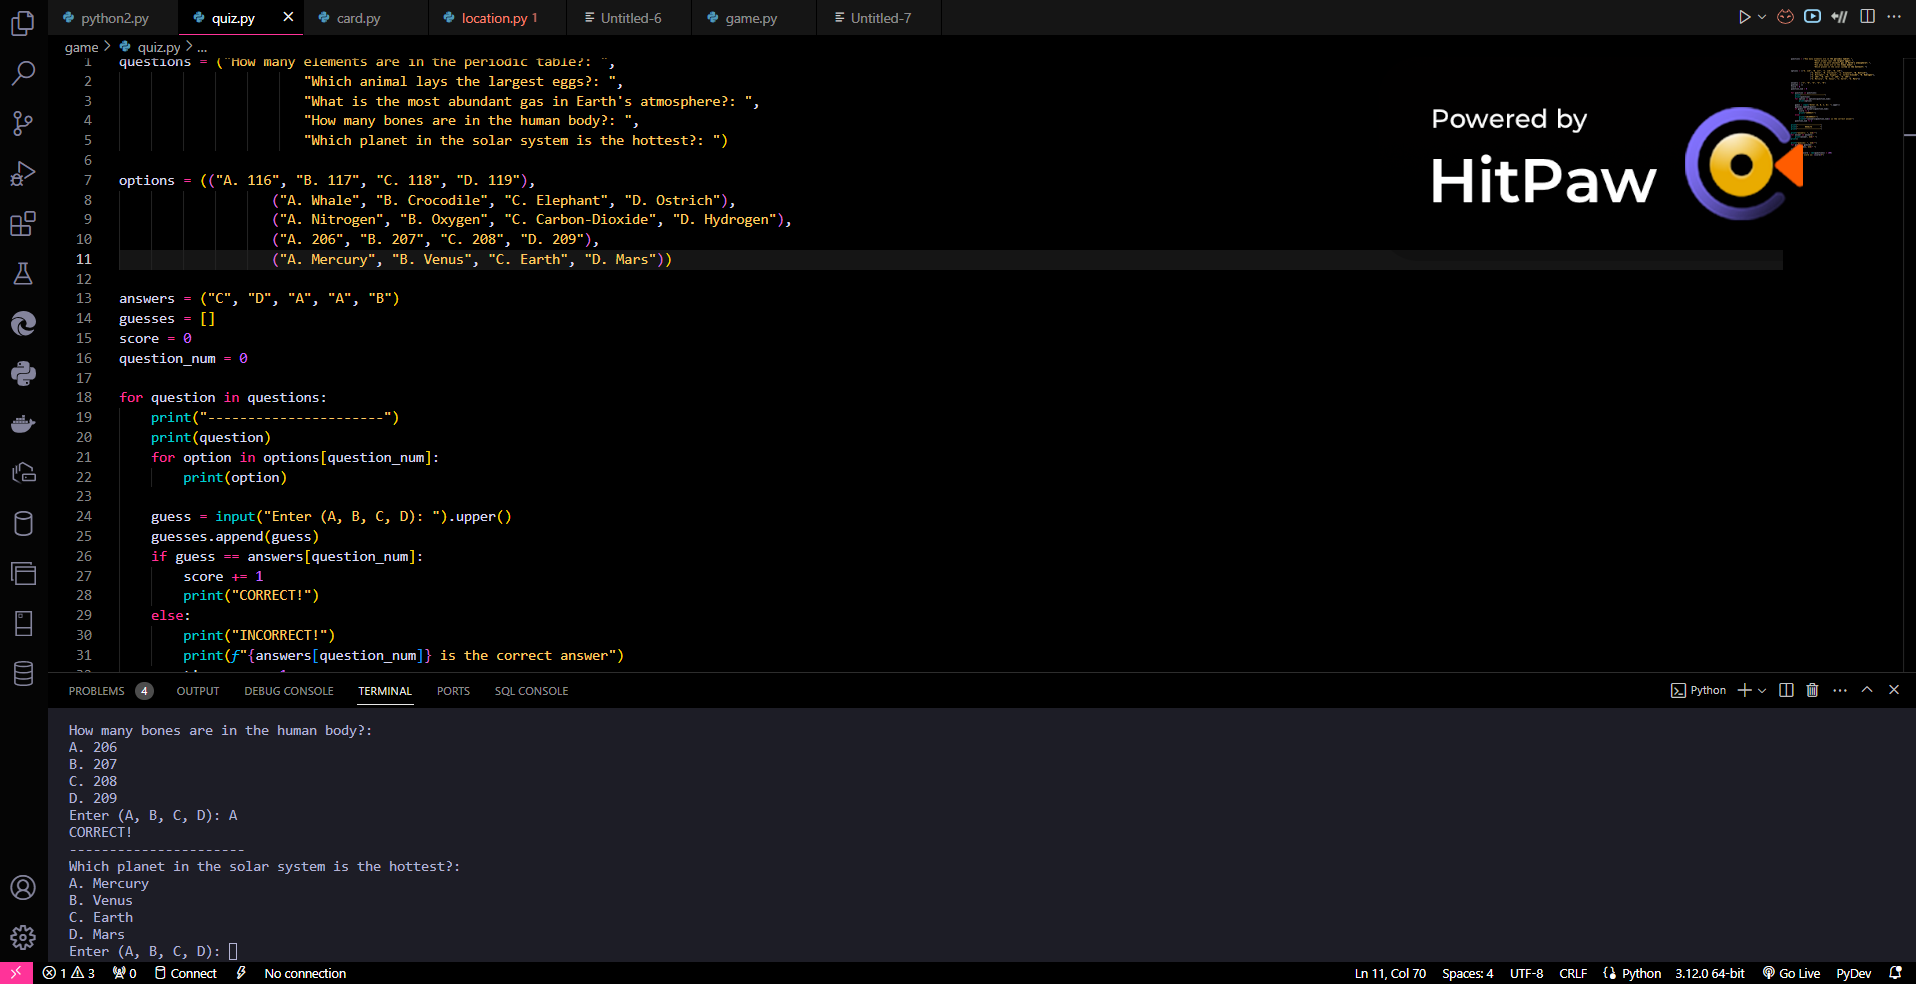 python2.py quiz.py card.py location.py 1 Untitled-6 game.py Untitled-7
game > quiz.py > ...
1 questions = ("How many elements are in the periodic table?: ",
2 "Which animal lays the largest eggs?: ",
3 "What is the most abundant gas in Earth's atmosphere?: ",
4 "How many bones are in the human body?: ",
5 "Which planet in the solar system is the hottest?: ")
6
7 options = (("A. 116", "B. 117", "C. 118", "D. 119"),
8 ("A. Whale", "B. Crocodile", "C. Elephant", "D. Ostrich"),
9 ("A. Nitrogen", "B. Oxygen", "C. Carbon-Dioxide", "D. Hydrogen"),
10 ("A. 206", "B. 207", "C. 208", "D. 209"),
11 ("A. Mercury", "B. Venus", "C. Earth", "D. Mars"))
12
13 answers = ("C", "D", "A", "A", "B")
14 guesses = []
15 score = 0
16 question_num = 0
17
18 for question in questions:
19 print("----------------------")
20 print(question)
21 for option in options[question_num]:
22 print(option)
23
24 guess = input("Enter (A, B, C, D): ").upper()
25 guesses.append(guess)
26 if guess == answers[question_num]:
27 score += 1
28 print("CORRECT!")
29 else:
30 print("INCORRECT!")
31 print(f"{answers[question_num]} is the correct answer")
Powered by
HitPaw
PROBLEMS 4 OUTPUT DEBUG CONSOLE TERMINAL PORTS SQL CONSOLE Python
How many bones are in the human body?:
A. 206
B. 207
C. 208
D. 209
Enter (A, B, C, D): A
CORRECT!
----------------------
Which planet in the solar system is the hottest?:
A. Mercury
B. Venus
C. Earth
D. Mars
Enter (A, B, C, D):
1 3 0 Connect No connection Ln 11, Col 70 Spaces: 4 UTF-8 CRLF Python 3.12.0 64-bit Go Live PyDev